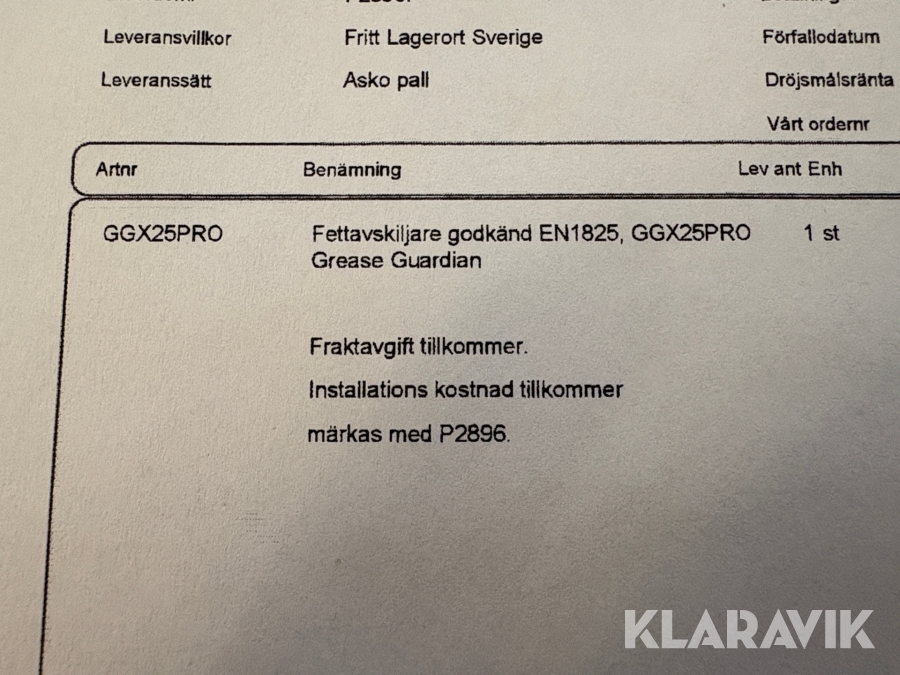 Leveransvillkor Fritt Lagerort Sverige Förfallodatum
Leveranssätt Asko pall Dröjsmålsränta
Vårt ordernr
Artnr Benämning Lev ant Enh
GGX25PRO Fettavskiljare godkänd EN1825, GGX25PRO 1 st
Grease Guardian
Fraktavgift tillkommer.
Installations kostnad tillkommer
märkas med P2896.
KLARAVIK